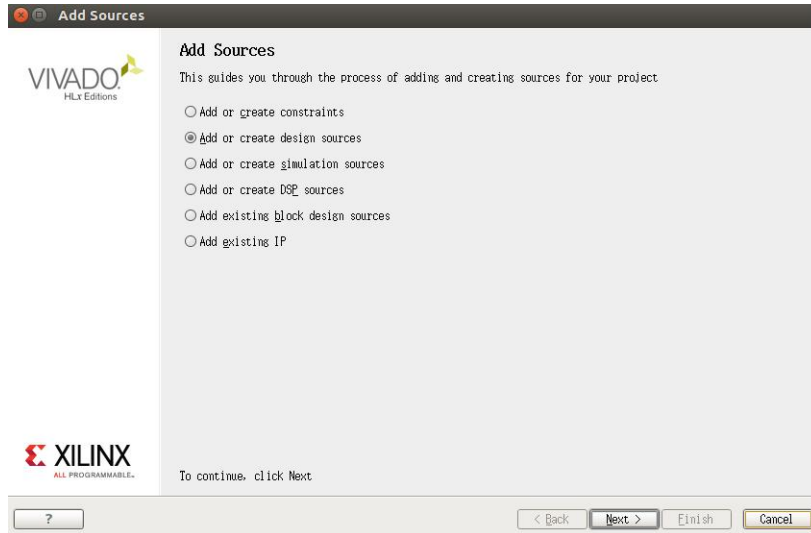 Add Sources
VIVADO
HLx Editions
Add Sources
This guides you through the process of adding and creating sources for your project
Add or create constraints
Add or create design sources
Add or create simulation sources
Add or create DSP sources
Add existing block design sources
Add existing IP
XILINX
ALL PROGRAMMABLE.
To continue, click Next
?
< Back
Next >
Finish
Cancel